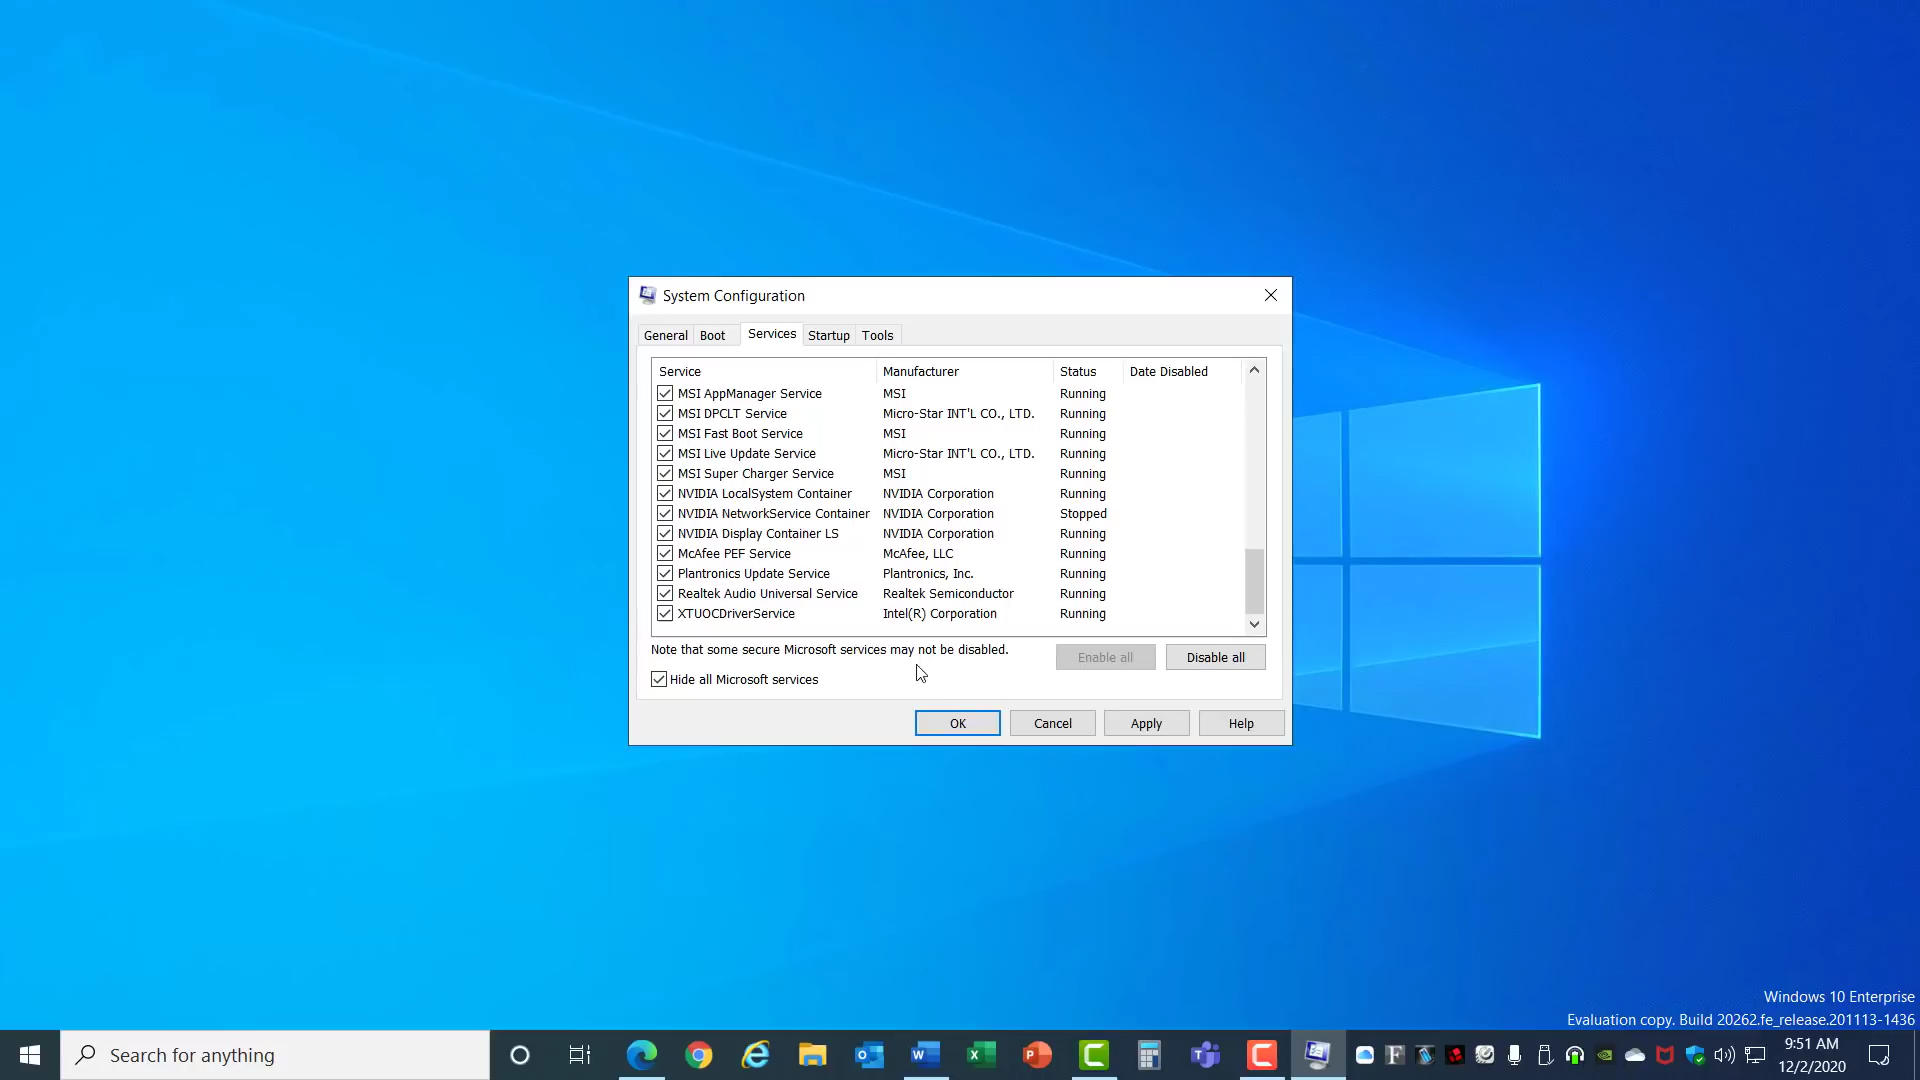 System Configuration
General Boot Services Startup Tools
Service Manufacturer Status Date Disabled
MSI AppManager Service MSI Running
MSI DPCLT Service Micro-Star INT'L CO., LTD. Running
MSI Fast Boot Service MSI Running
MSI Live Update Service Micro-Star INT'L CO., LTD. Running
MSI Super Charger Service MSI Running
NVIDIA LocalSystem Container NVIDIA Corporation Running
NVIDIA NetworkService Container NVIDIA Corporation Stopped
NVIDIA Display Container LS NVIDIA Corporation Running
McAfee PEF Service McAfee, LLC Running
Plantronics Update Service Plantronics, Inc. Running
Realtek Audio Universal Service Realtek Semiconductor Running
XTUOCDriverService Intel(R) Corporation Running
Note that some secure Microsoft services may not be disabled.
Enable all Disable all
Hide all Microsoft services
OK Cancel Apply Help
Windows 10 Enterprise
Evaluation copy. Build 20262.fe_release.201113-1436
Search for anything
9:51 AM
12/2/2020